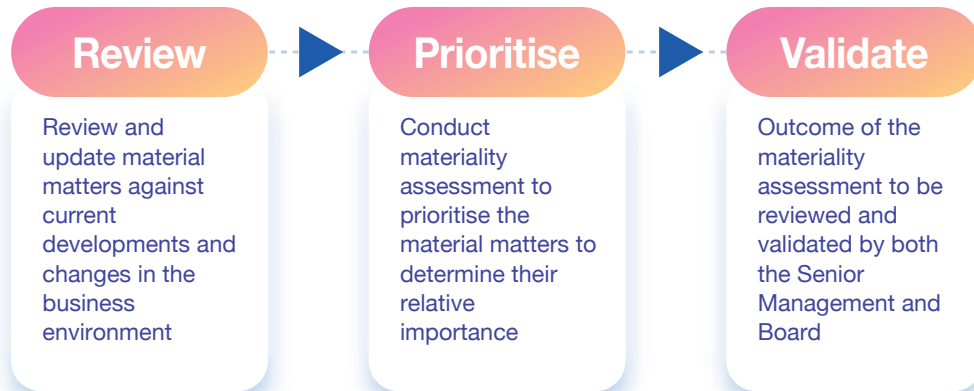 Review
Review and
update material
matters against
current
developments and
changes in the
business
environment
Prioritise
Conduct
materiality
assessment to
prioritise the
material matters to
determine their
relative
importance
Validate
Outcome of the
materiality
assessment to be
reviewed and
validated by both
the Senior
Management and
Board